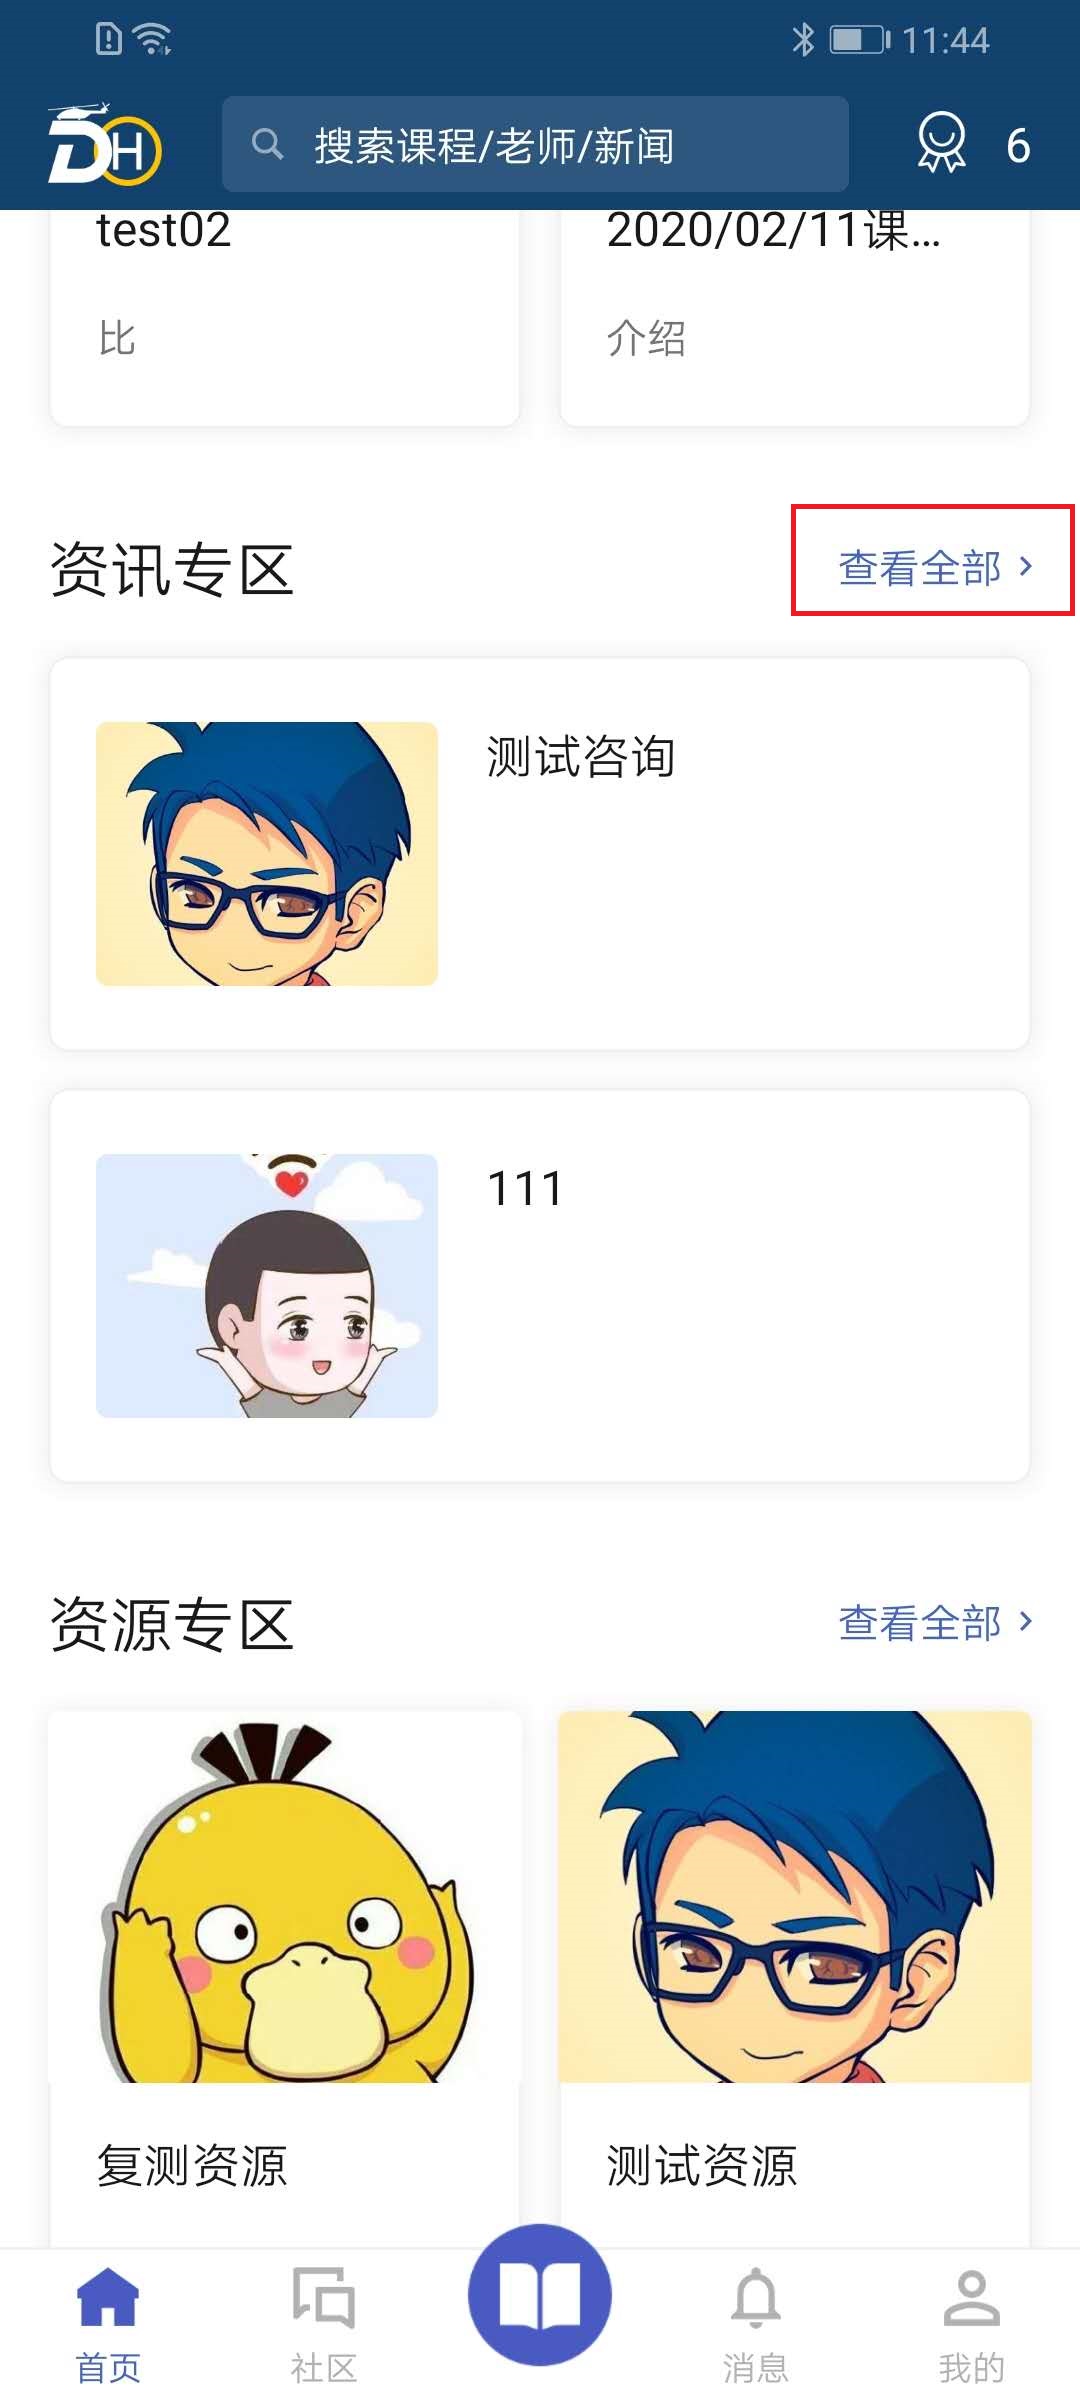 11:44
DH
搜索课程/老师/新闻
6
test02
2020/02/11课...
比
介绍
资讯专区
查看全部
测试咨询
111
资源专区
查看全部
复测资源
测试资源
首页
社区
消息
我的